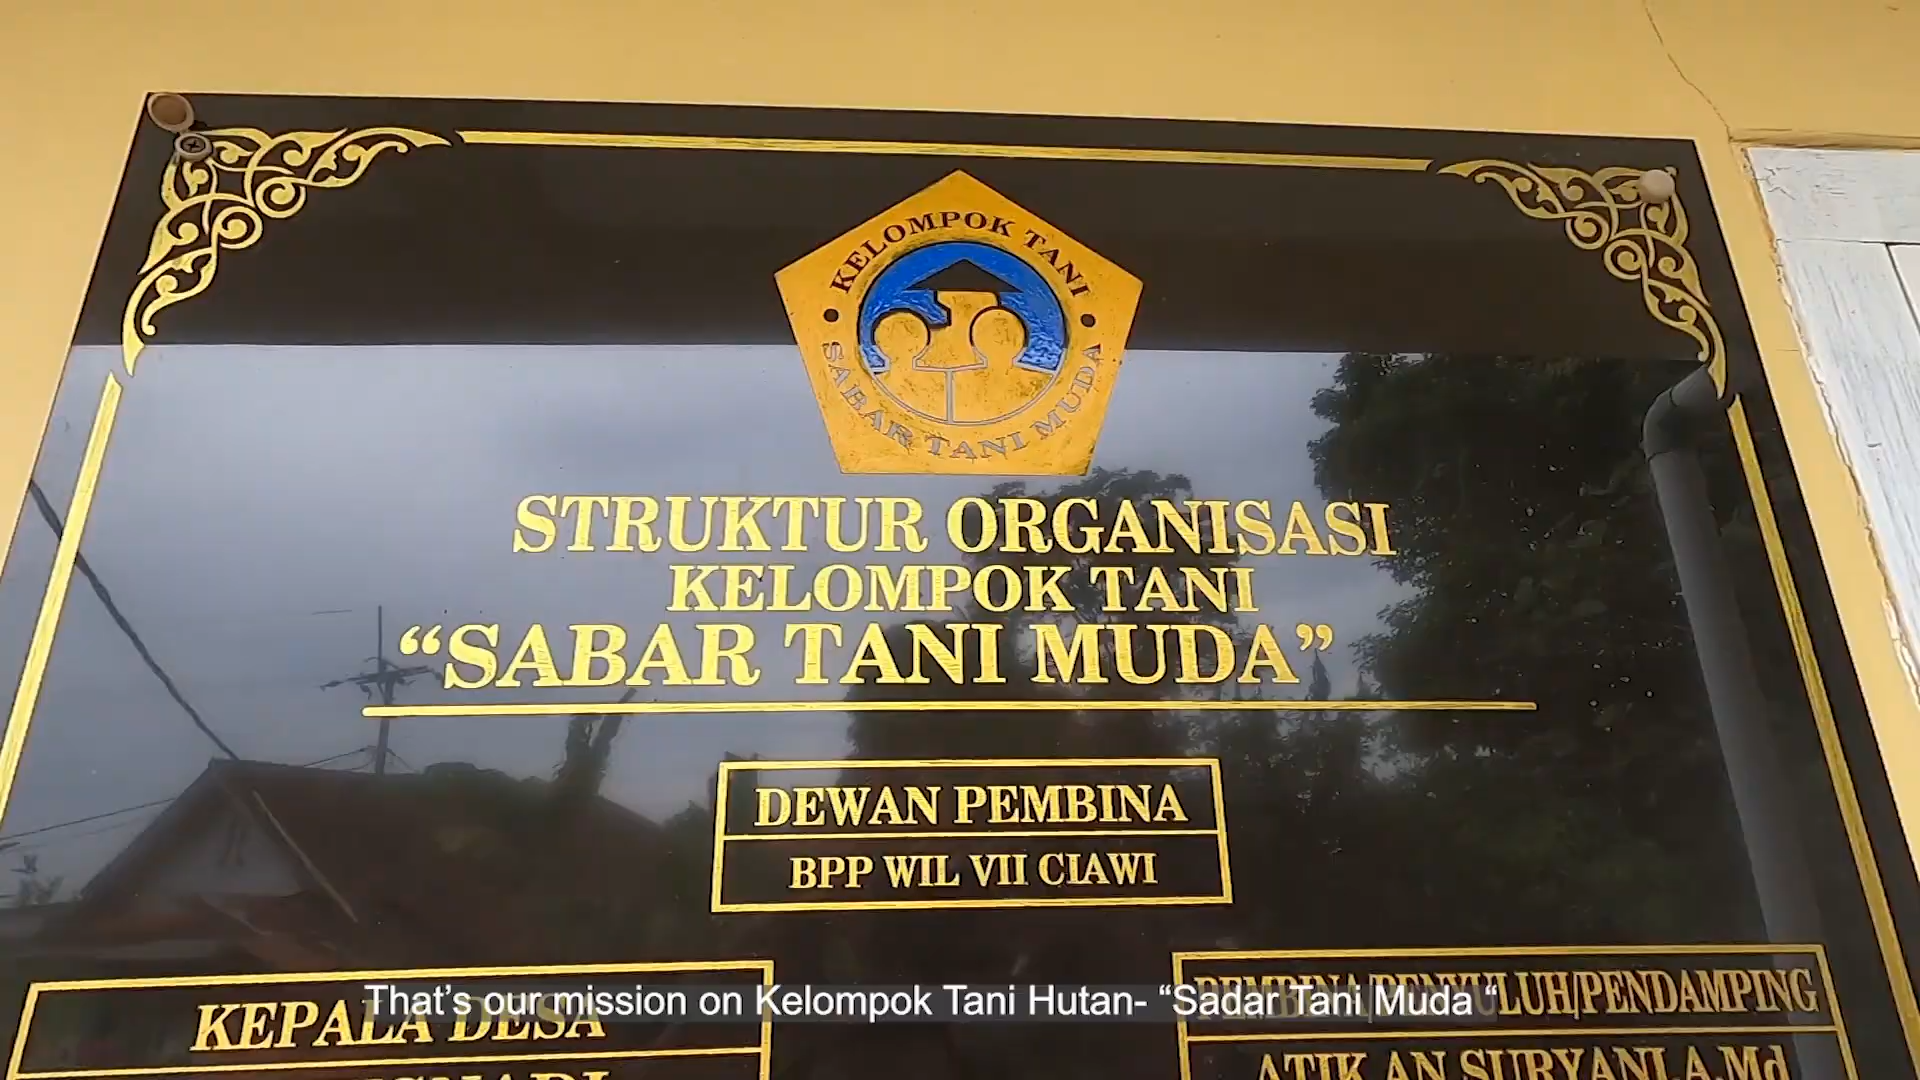 KELOMPOK TANI
SABAR TANI MUDA
STRUKTUR ORGANISASI
KELOMPOK TANI
“SABAR TANI MUDA”
DEWAN PEMBINA
BPP WIL VII CIAWI
KEPALA DESA
PEMBINA/PENYULUH/PENDAMPING
That’s our mission on Kelompok Tani Hutan- “Sadar Tani Muda “
ATIK AN SURYANI.A.Md